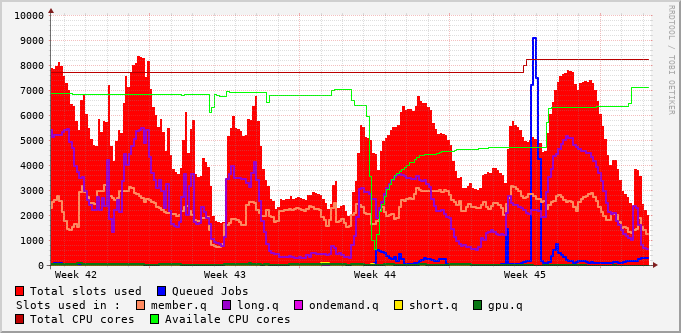 10000
9000
8000
7000
6000
5000
4000
3000
2000
1000
0
Week 42 Week 43 Week 44 Week 45
RRDTOOL / TOBI OETIKER
Total slots used Queued Jobs
Slots used in : member.q long.q ondemand.q short.q gpu.q
Total CPU cores Availale CPU cores